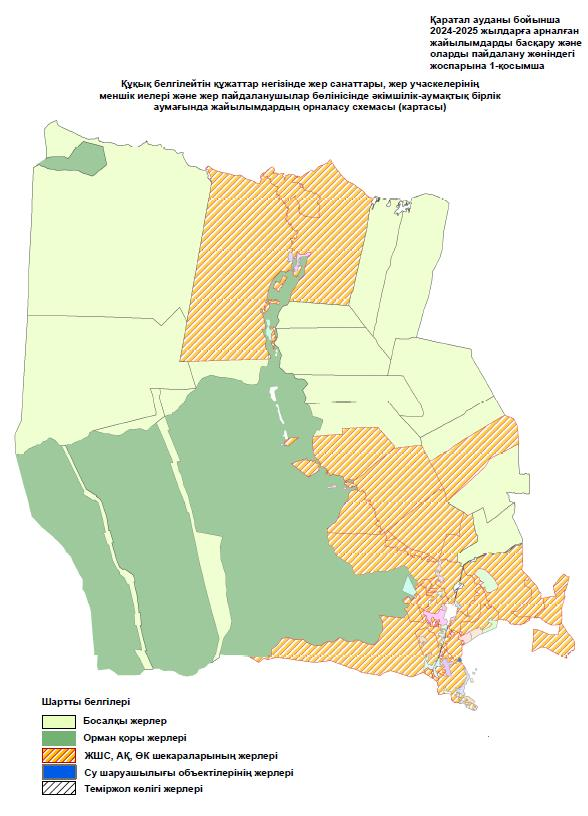 Қаратал ауданы бойынша
2024-2025 жылдарға арналған
жайылымдарды басқару және
оларды пайдалану жөніндегі
жоспарына 1-қосымша
Құқық белгілейтін құжаттар негізінде жер санаттары, жер учаскелерінің
меншік иелері және жер пайдаланушылар бөлінісінде әкімшілік-аумақтық бірлік
аумағында жайылымдардың орналасу схемасы (картасы)
Шартты белгілері
Босалқы жерлер
Орман қоры жерлері
ЖШС, АҚ, ӨК шекараларының жерлері
Су шаруашылығы объектілерінің жерлері
Теміржол көлігі жерлері